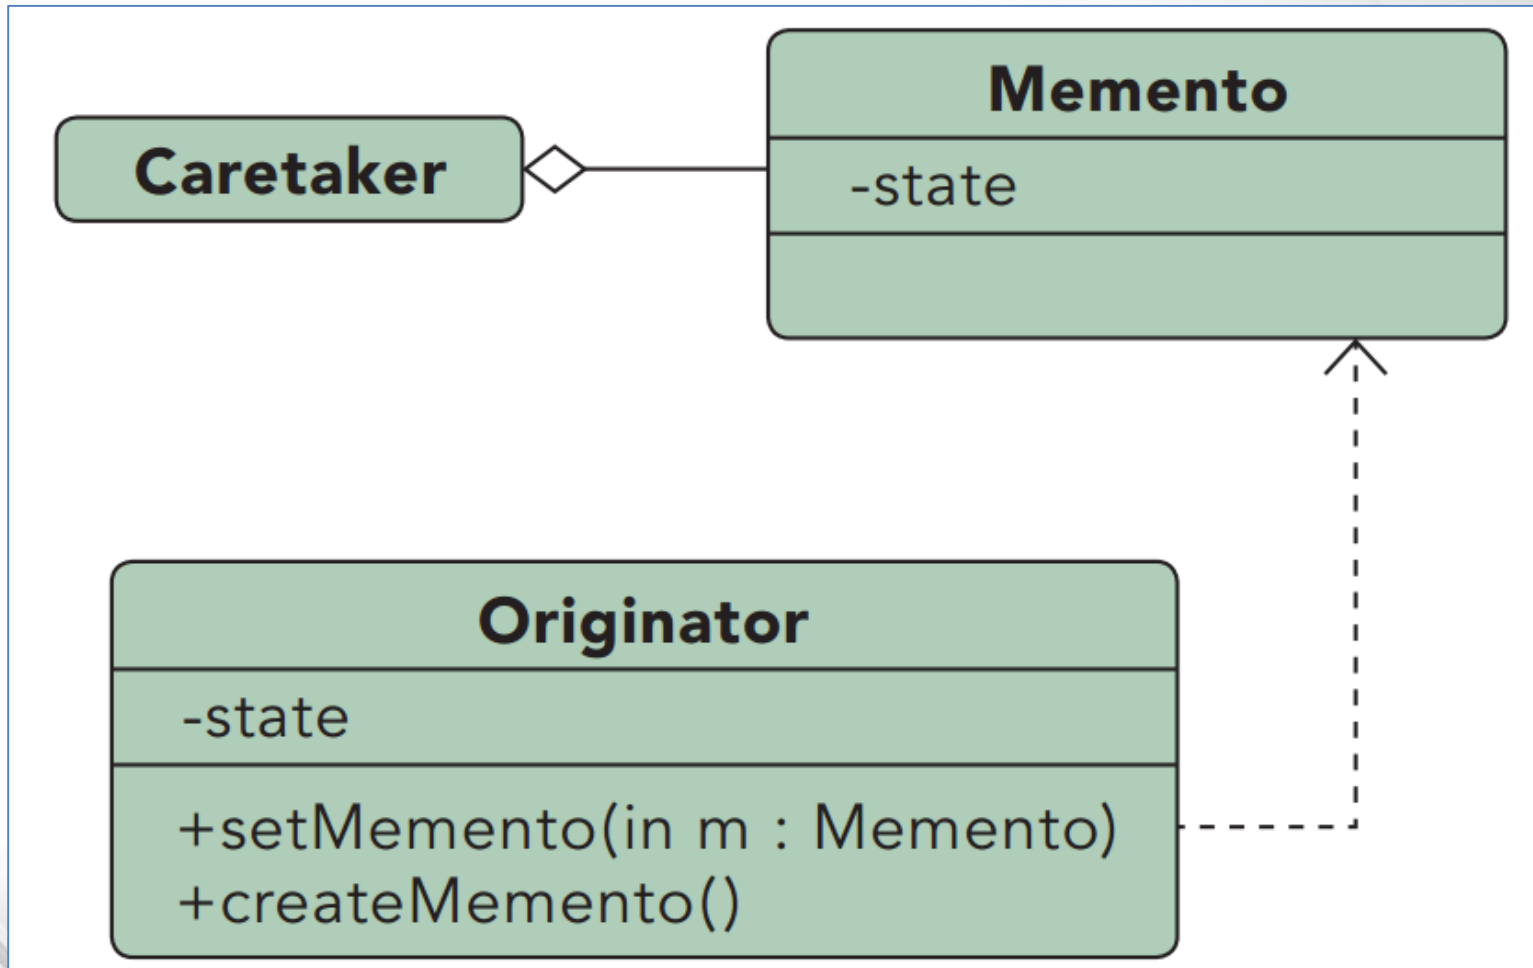 Memento
Caretaker
-state
Originator
-state
+setMemento(in m : Memento)
+createMemento()